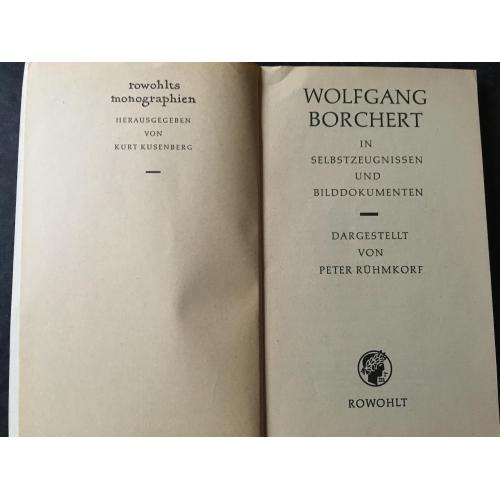 rowohlts
monographien
HERAUSGEGEBEN
VON
KURT KUSENBERG
WOLFGANG
BORCHERT
IN
SELBSTZEUGNISSEN
UND
BILDDOKUMENTEN
DARGESTELLT
VON
PETER RÜHMKORF
ROWOHLT